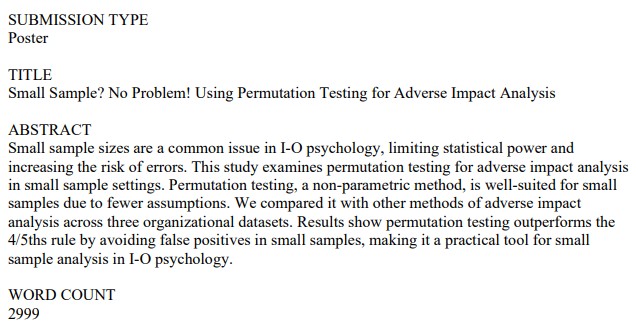 SUBMISSION TYPE
Poster
TITLE
Small Sample? No Problem! Using Permutation Testing for Adverse Impact Analysis
ABSTRACT
Small sample sizes are a common issue in I-O psychology, limiting statistical power and
increasing the risk of errors. This study examines permutation testing for adverse impact analysis
in small sample settings. Permutation testing, a non-parametric method, is well-suited for small
samples due to fewer assumptions. We compared it with other methods of adverse impact
analysis across three organizational datasets. Results show permutation testing outperforms the
4/5ths rule by avoiding false positives in small samples, making it a practical tool for small
sample analysis in I-O psychology.
WORD COUNT
2999